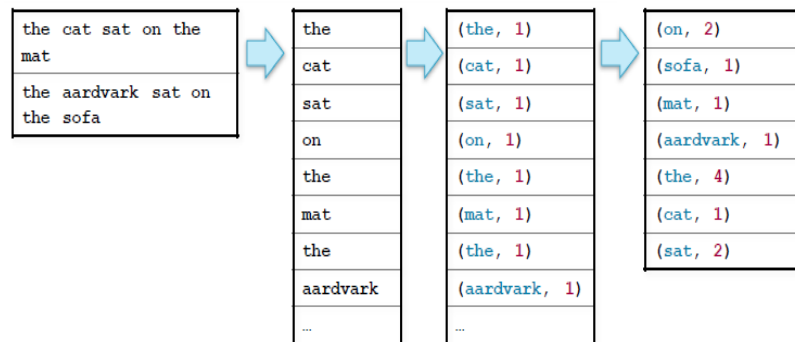 the cat sat on the
mat
the aardvark sat on
the sofa
the
cat
sat
on
the
mat
the
aardvark
…
(the, 1)
(cat, 1)
(sat, 1)
(on, 1)
(the, 1)
(mat, 1)
(the, 1)
(aardvark, 1)
…
(on, 2)
(sofa, 1)
(mat, 1)
(aardvark, 1)
(the, 4)
(cat, 1)
(sat, 2)